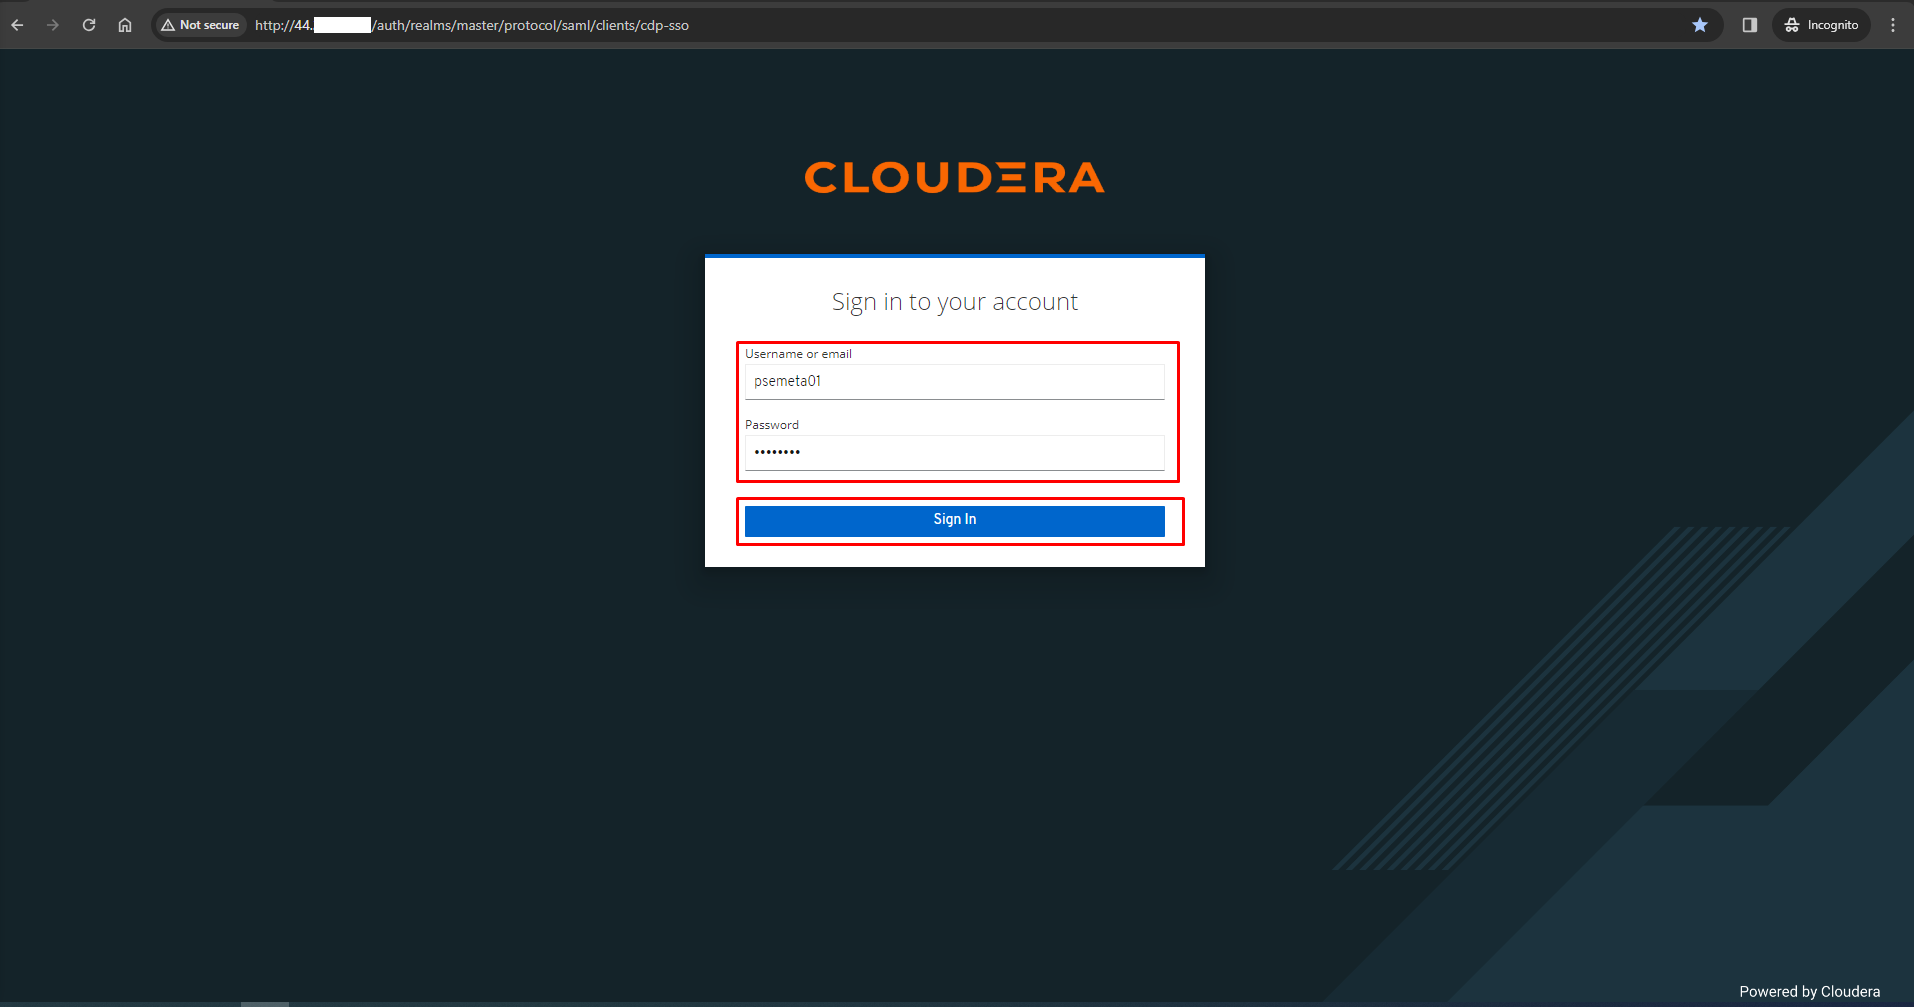 Not secure http://44. /auth/realms/master/protocol/saml/clients/cdp-sso Incognito
CLOUDERA
Sign in to your account
Username or email
psemeta01
Password
••••••••
Sign In
Powered by Cloudera